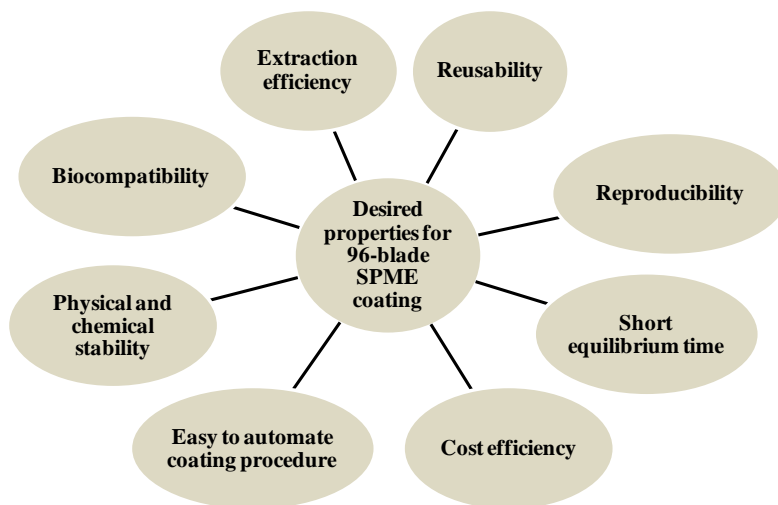 Extraction
efficiency
Reusability
Biocompatibility
Reproducibility
Desired
properties for
96-blade
SPME
coating
Physical and
chemical
stability
Short
equilibrium time
Easy to automate
coating procedure
Cost efficiency